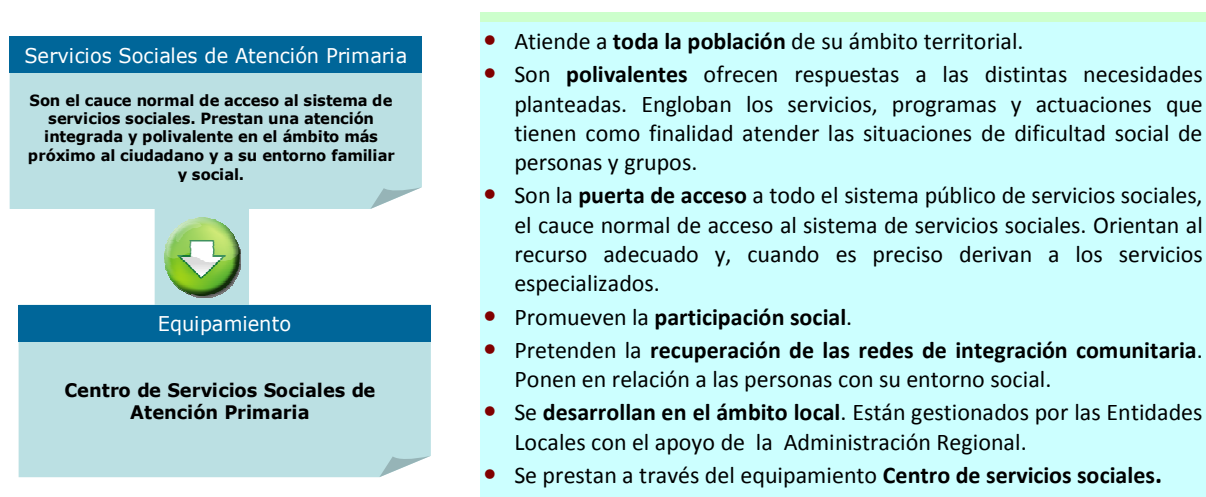 Servicios Sociales de Atención Primaria
Son el cauce normal de acceso al sistema de
servicios sociales. Prestan una atención
integrada y polivalente en el ámbito más
próximo al ciudadano y a su entorno familiar
y social.
Equipamiento
Centro de Servicios Sociales de
Atención Primaria
• Atiende a toda la población de su ámbito territorial.
• Son polivalentes ofrecen respuestas a las distintas necesidades
planteadas. Engloban los servicios, programas y actuaciones que
tienen como finalidad atender las situaciones de dificultad social de
personas y grupos.
• Son la puerta de acceso a todo el sistema público de servicios sociales,
el cauce normal de acceso al sistema de servicios sociales. Orientan al
recurso adecuado y, cuando es preciso derivan a los servicios
especializados.
• Promueven la participación social.
• Pretenden la recuperación de las redes de integración comunitaria.
Ponen en relación a las personas con su entorno social.
• Se desarrollan en el ámbito local. Están gestionados por las Entidades
Locales con el apoyo de la Administración Regional.
• Se prestan a través del equipamiento Centro de servicios sociales.